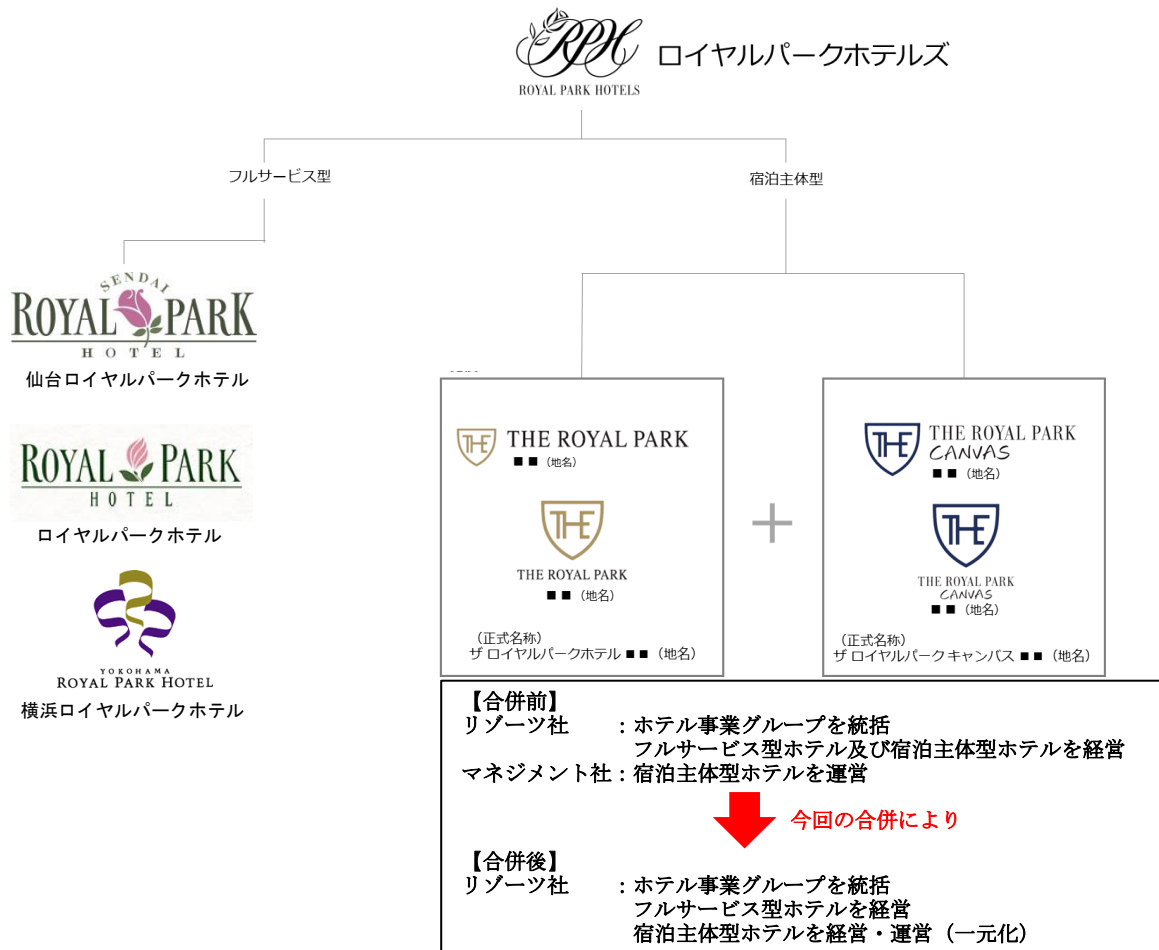 RPH
ROYAL PARK HOTELS
ロイヤルパークホテルズ
フルサービス型
宿泊主体型
SENDAI
ROYAL PARK
HOTEL
仙台ロイヤルパークホテル
ROYAL PARK
HOTEL
ロイヤルパークホテル
YOKOHAMA
ROYAL PARK HOTEL
横浜ロイヤルパークホテル
THE THE ROYAL PARK
■ ■ （地名）
THE
THE ROYAL PARK
■ ■ （地名）
（正式名称）
ザ ロイヤルパークホテル ■ ■ （地名）
＋
THE THE ROYAL PARK
CANVAS
■ ■ （地名）
THE
THE ROYAL PARK
CANVAS
■ ■ （地名）
（正式名称）
ザ ロイヤルパーク キャンバス ■ ■ （地名）
【合併前】
リゾーツ社　：ホテル事業グループを統括
フルサービス型ホテル及び宿泊主体型ホテルを経営
マネジメント社：宿泊主体型ホテルを運営
今回の合併により
【合併後】
リゾーツ社　：ホテル事業グループを統括
フルサービス型ホテルを経営
宿泊主体型ホテルを経営・運営（一元化）